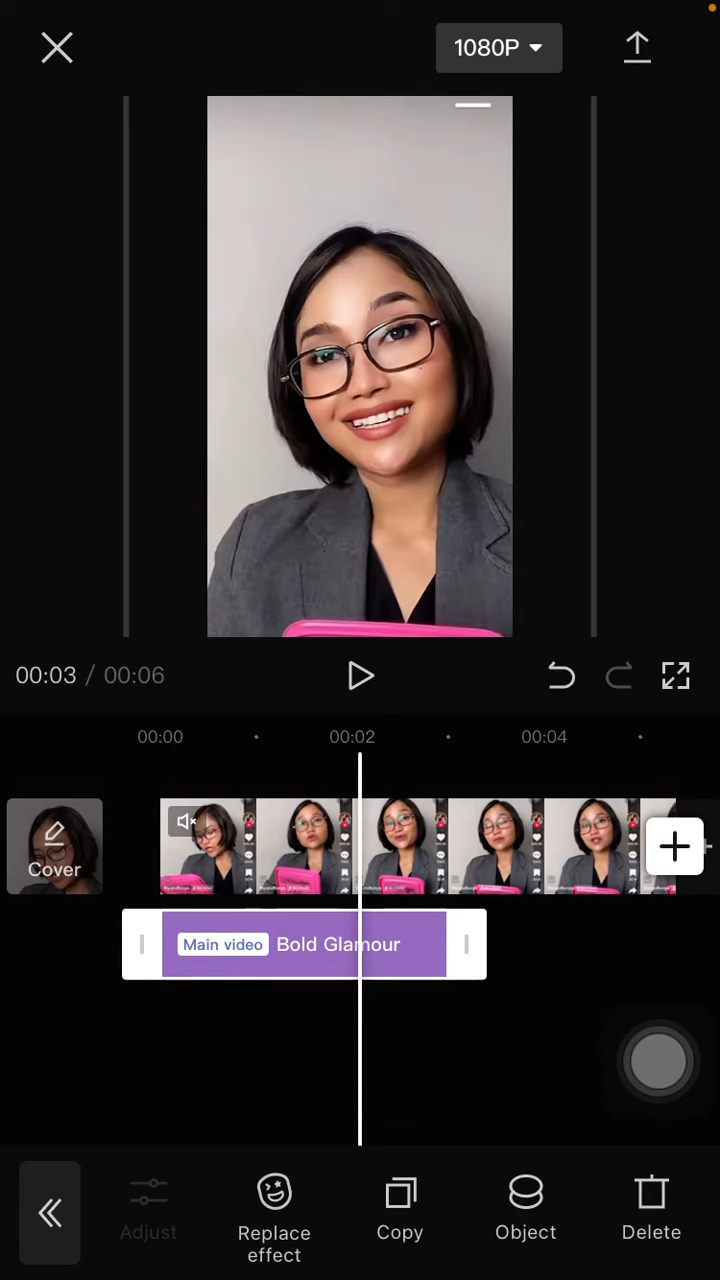 1080P
00:03 / 00:06
00:00
00:02
00:04
Cover
Main video Bold Glamour
Adjust
Replace
effect
Copy
Object
Delete